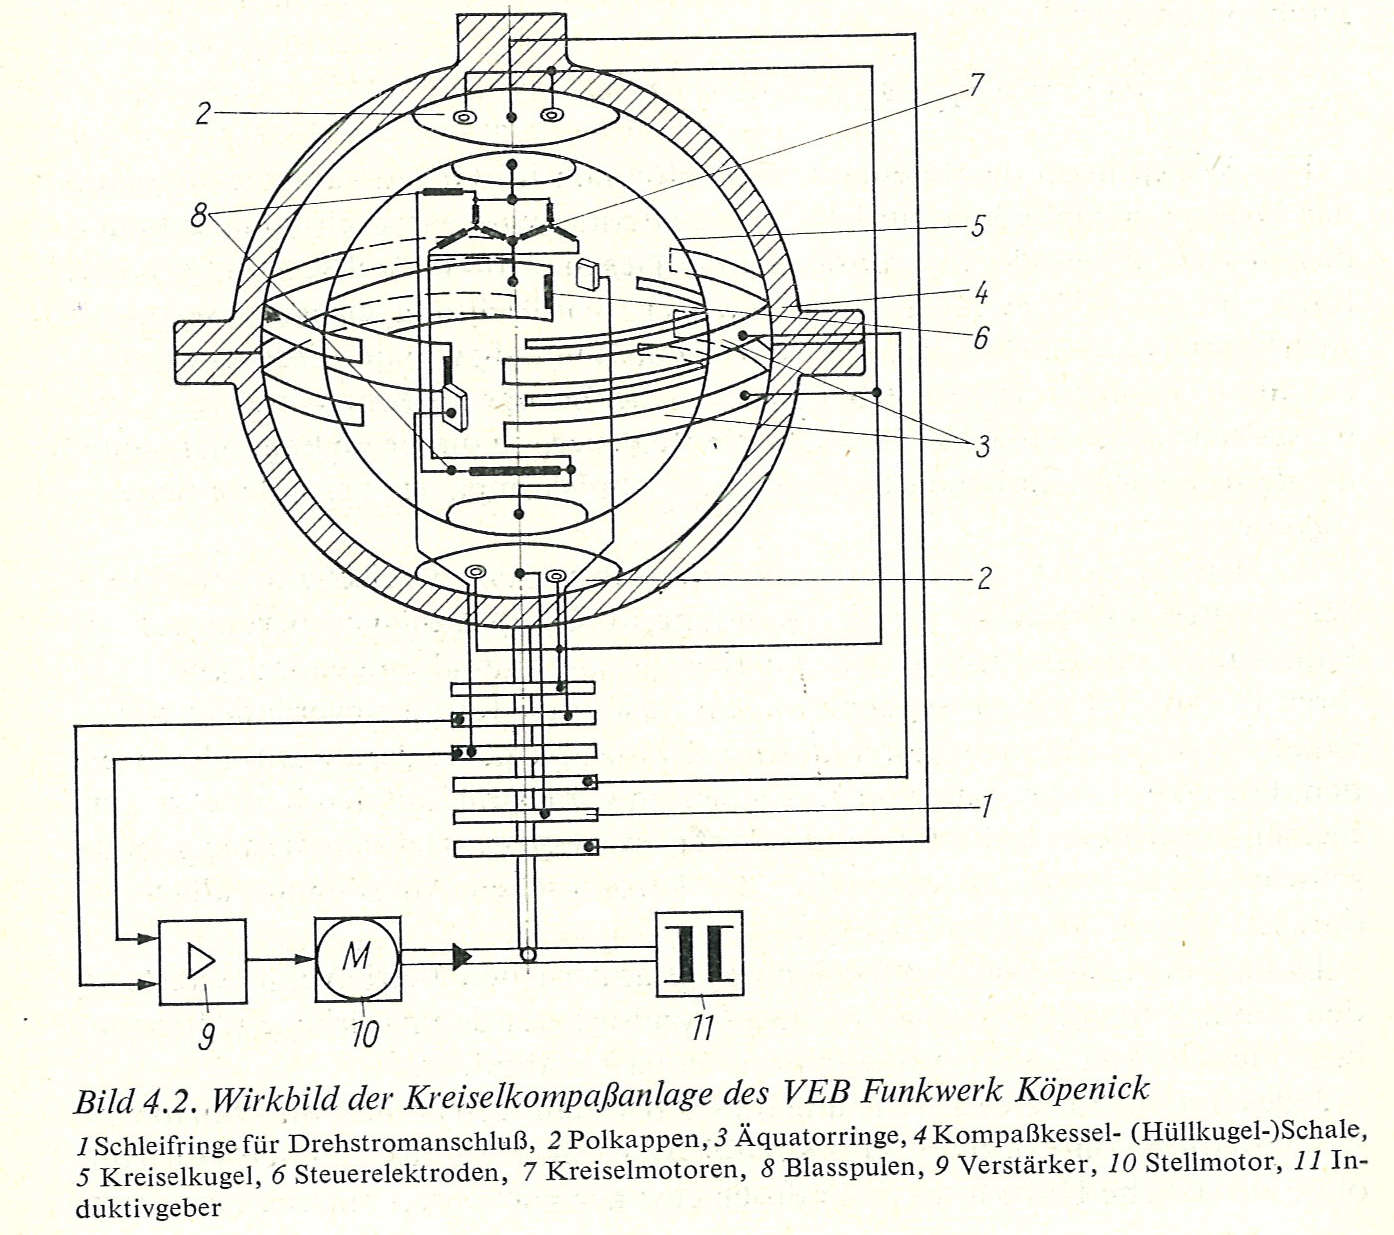 7
2
8
5
4
6
3
2
1
M
9
10
11
Bild 4.2. Wirkbild der Kreiselkompaßanlage des VEB Funkwerk Köpenick
1 Schleifringe für Drehstromanschluß, 2 Polkappen, 3 Äquatorringe, 4 Kompaßkessel- (Hüllkugel-)Schale,
5 Kreiselkugel, 6 Steuerelektroden, 7 Kreiselmotoren, 8 Blasspulen, 9 Verstärker, 10 Stellmotor, 11 In-
duktivgeber